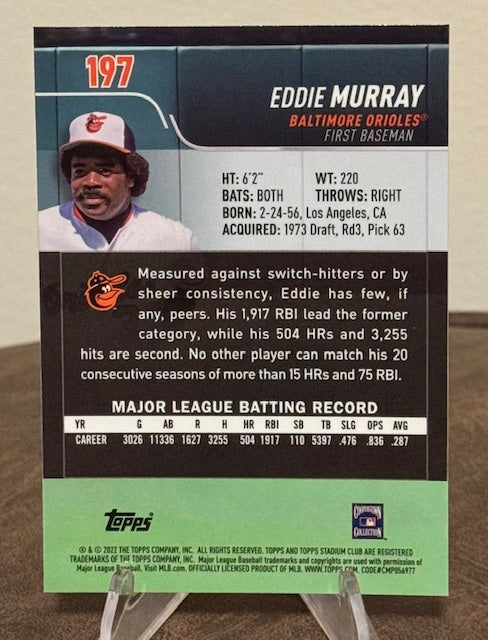 197
EDDIE MURRAY
BALTIMORE ORIOLES®
FIRST BASEMAN
HT: 6'2" WT: 220
BATS: BOTH THROWS: RIGHT
BORN: 2-24-56, Los Angeles, CA
ACQUIRED: 1973 Draft, Rd3, Pick 63
Measured against switch-hitters or by
sheer consistency, Eddie has few, if
any, peers. His 1,917 RBI lead the former
category, while his 504 HRs and 3,255
hits are second. No other player can match his 20
consecutive seasons of more than 15 HRs and 75 RBI.
MAJOR LEAGUE BATTING RECORD
YR G AB R H HR RBI SB TB SLG OPS AVG
CAREER 3026 11336 1627 3255 504 1917 110 5397 .476 .836 .287
Topps®
COOPERSTOWN
COLLECTION
® & © 2022 THE TOPPS COMPANY, INC. ALL RIGHTS RESERVED. TOPPS AND TOPPS STADIUM CLUB ARE REGISTERED
TRADEMARKS OF THE TOPPS COMPANY, INC. Major League Baseball trademarks and copyrights are used with permission of
Major League Baseball. Visit MLB.com. OFFICIALLY LICENSED PRODUCT OF MLB. WWW.TOPPS.COM. CODE#CMP056977